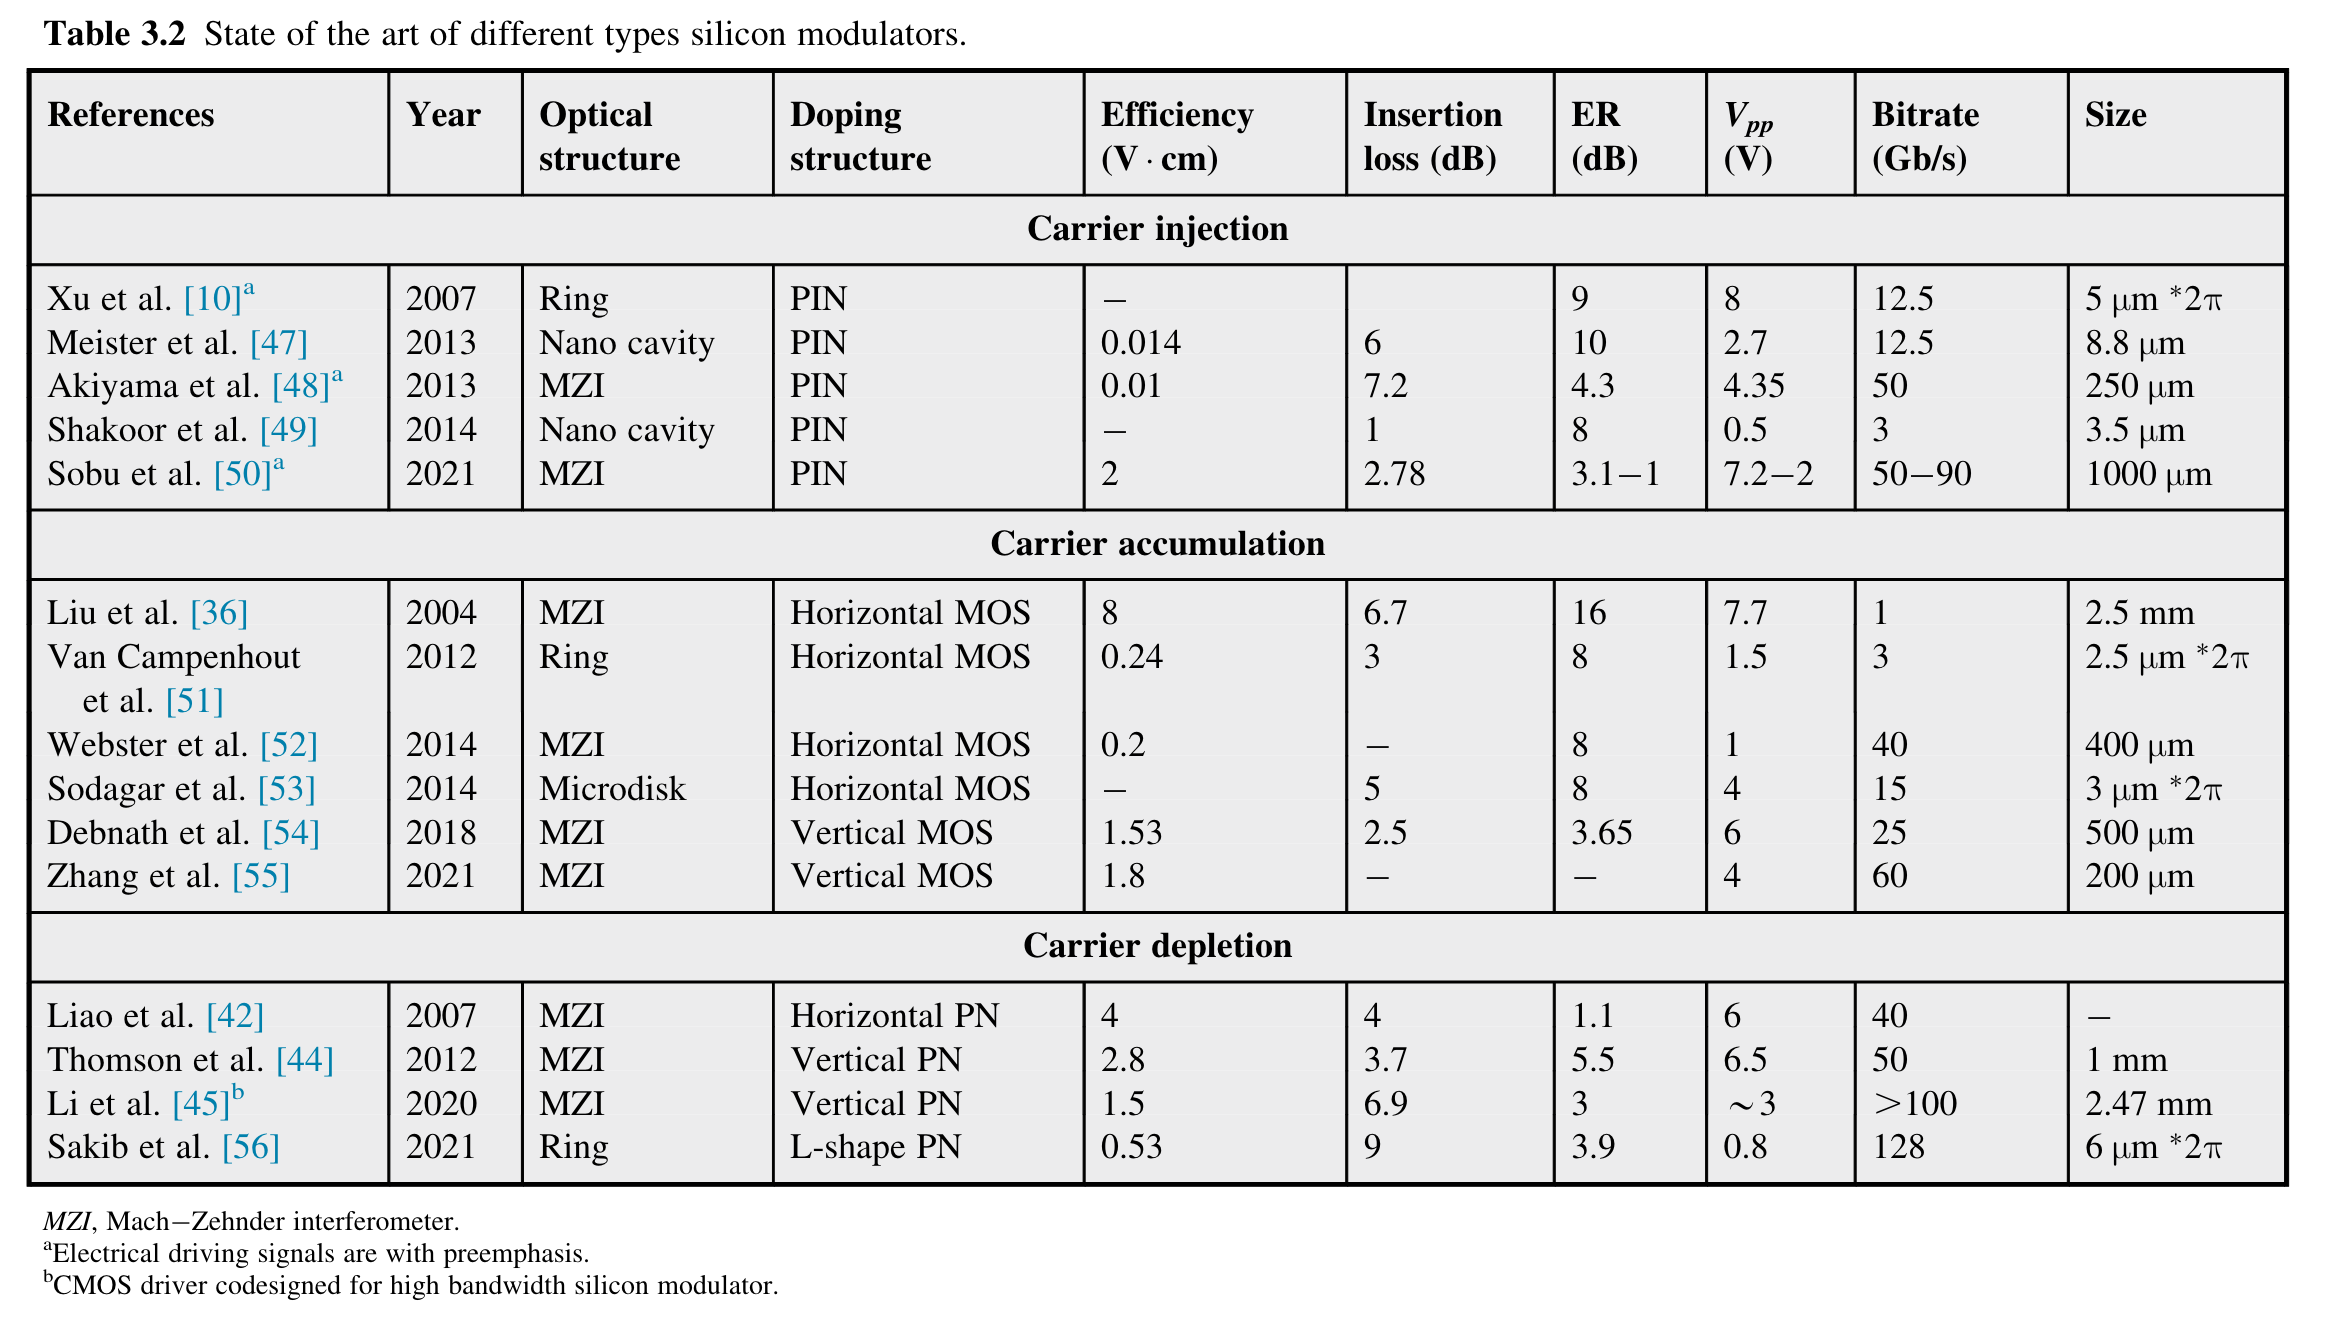 Table 3.2 State of the art of different types silicon modulators.
References Year Optical structure Doping structure Efficiency (V · cm) Insertion loss (dB) ER (dB) Vpp (V) Bitrate (Gb/s) Size
Carrier injection
Xu et al. [10]a 2007 Ring PIN − 9 8 12.5 5 μm *2π
Meister et al. [47] 2013 Nano cavity PIN 0.014 6 10 2.7 12.5 8.8 μm
Akiyama et al. [48]a 2013 MZI PIN 0.01 7.2 4.3 4.35 50 250 μm
Shakoor et al. [49] 2014 Nano cavity PIN − 1 8 0.5 3 3.5 μm
Sobu et al. [50]a 2021 MZI PIN 2 2.78 3.1−1 7.2−2 50−90 1000 μm
Carrier accumulation
Liu et al. [36] 2004 MZI Horizontal MOS 8 6.7 16 7.7 1 2.5 mm
Van Campenhout et al. [51] 2012 Ring Horizontal MOS 0.24 3 8 1.5 3 2.5 μm *2π
Webster et al. [52] 2014 MZI Horizontal MOS 0.2 − 8 1 40 400 μm
Sodagar et al. [53] 2014 Microdisk Horizontal MOS − 5 8 4 15 3 μm *2π
Debnath et al. [54] 2018 MZI Vertical MOS 1.53 2.5 3.65 6 25 500 μm
Zhang et al. [55] 2021 MZI Vertical MOS 1.8 − − 4 60 200 μm
Carrier depletion
Liao et al. [42] 2007 MZI Horizontal PN 4 4 1.1 6 40 −
Thomson et al. [44] 2012 MZI Vertical PN 2.8 3.7 5.5 6.5 50 1 mm
Li et al. [45]b 2020 MZI Vertical PN 1.5 6.9 3 ~3 >100 2.47 mm
Sakib et al. [56] 2021 Ring L-shape PN 0.53 9 3.9 0.8 128 6 μm *2π
MZI, Mach−Zehnder interferometer.
aElectrical driving signals are with preemphasis.
bCMOS driver codesigned for high bandwidth silicon modulator.